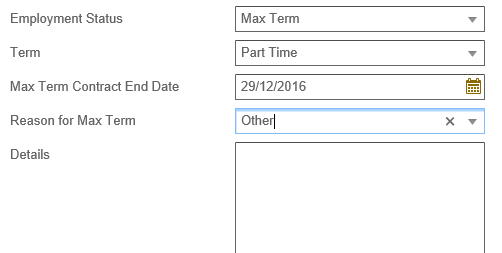 Employment Status Max Term
Term Part Time
Max Term Contract End Date 29/12/2016
Reason for Max Term Other
Details